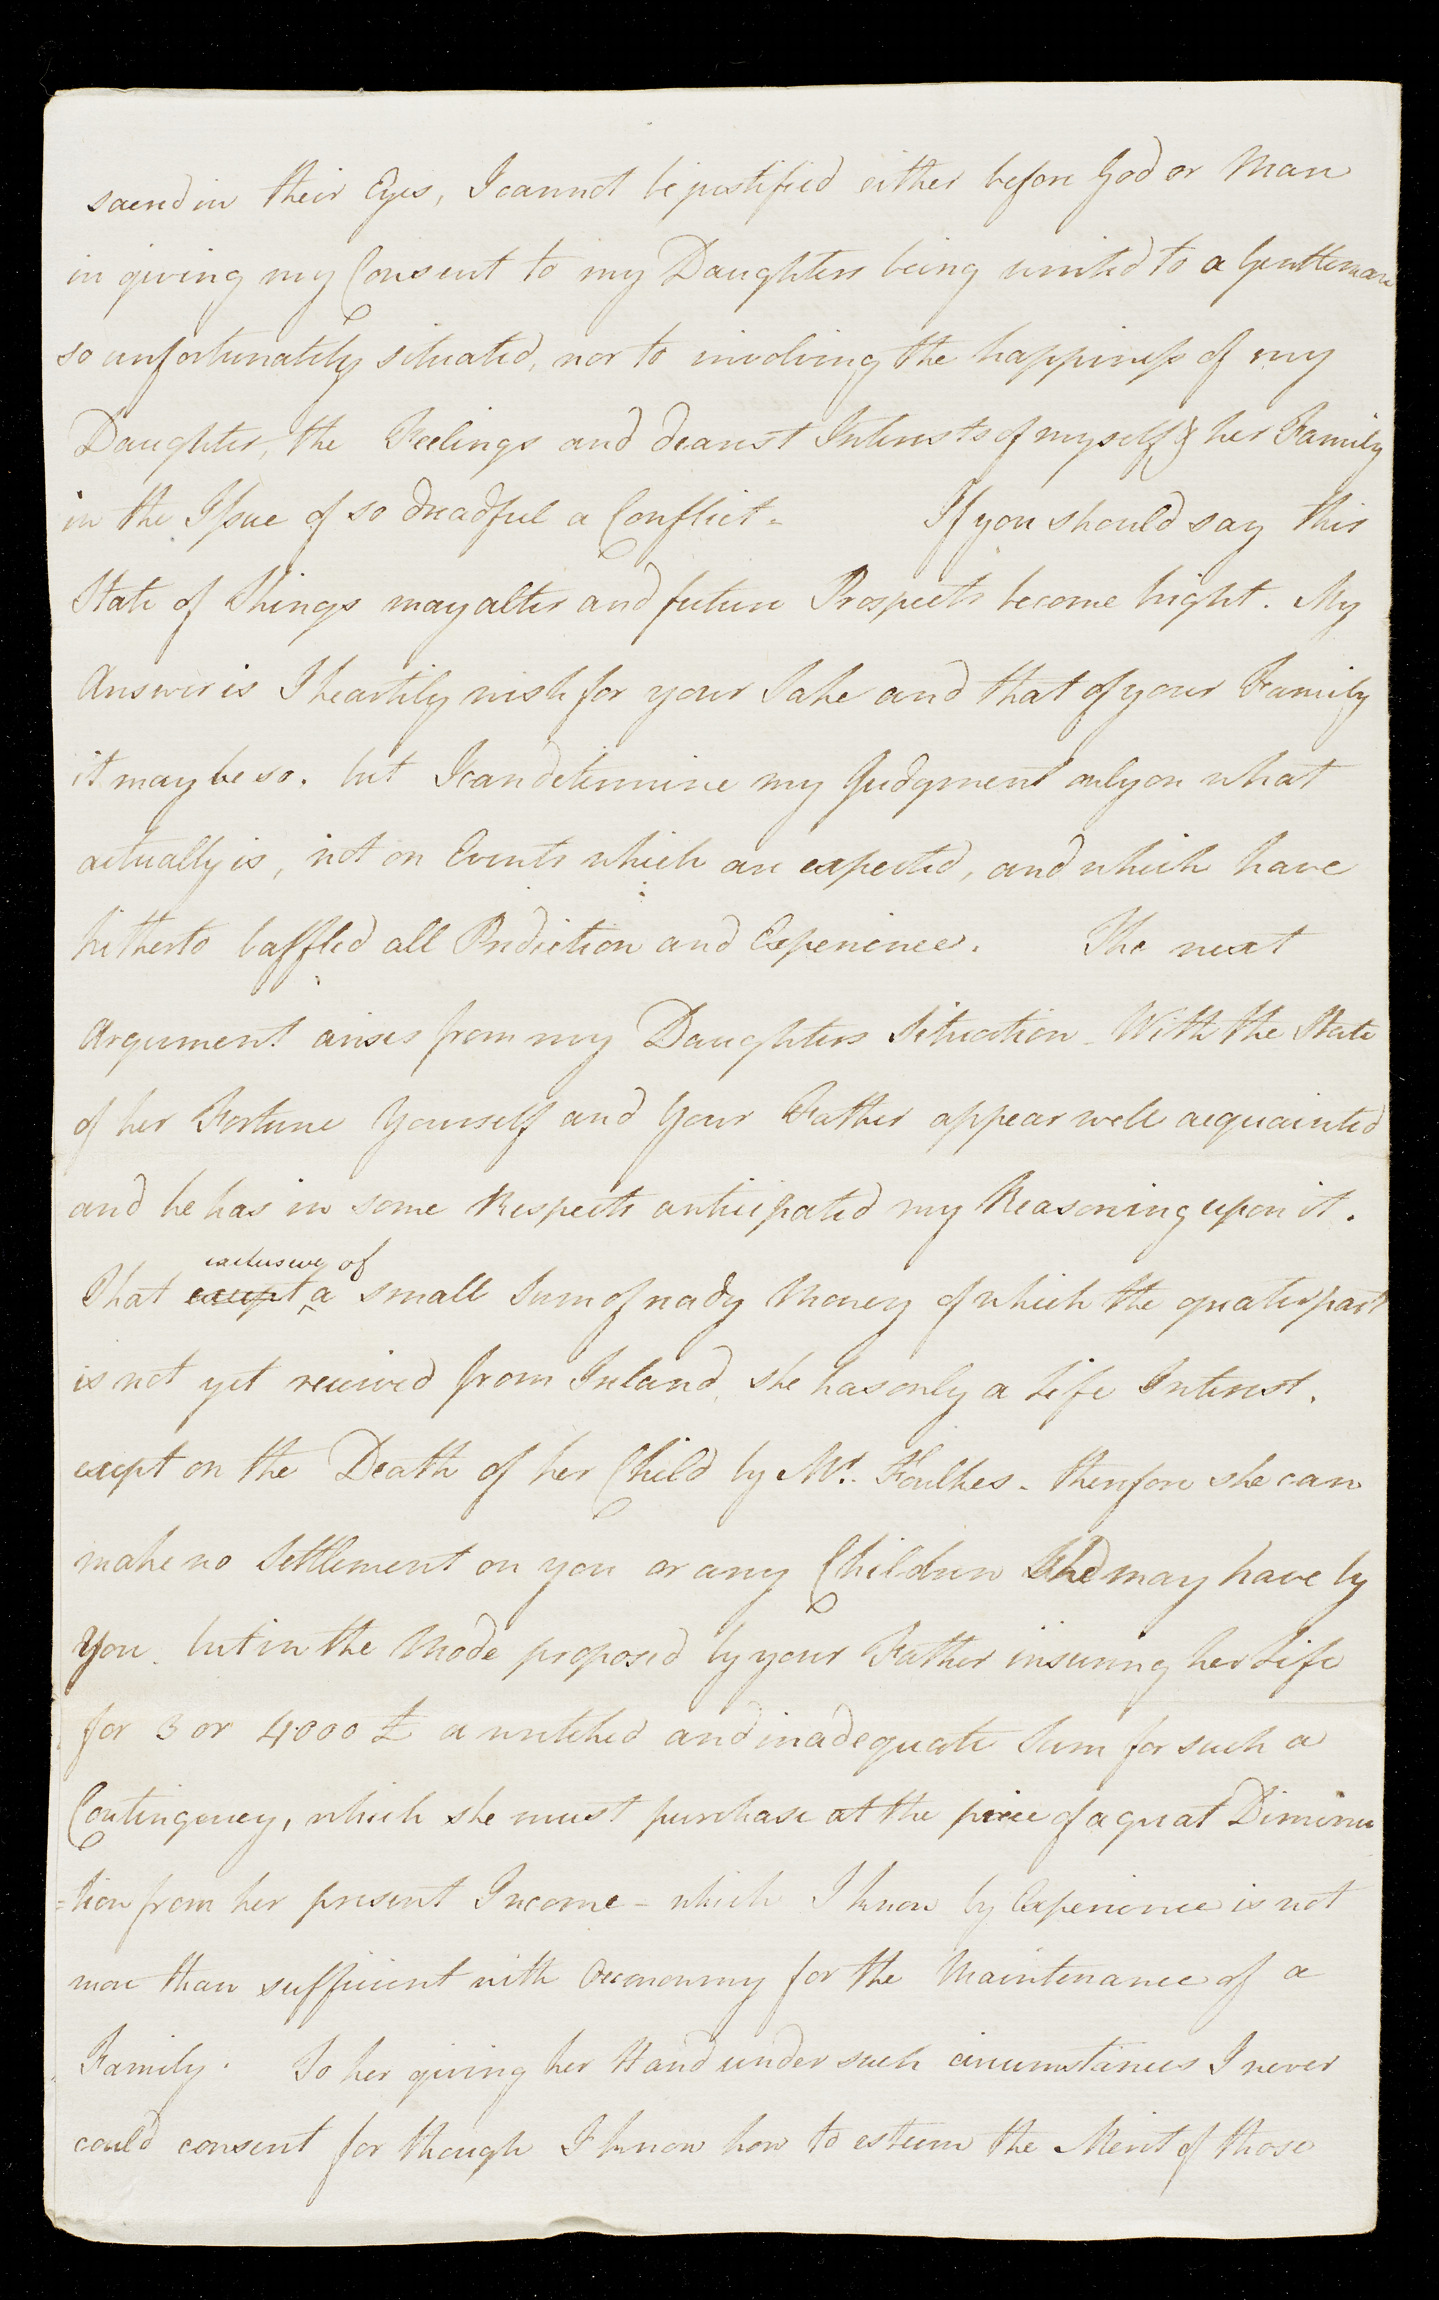 sacred in their Eyes, I cannot be justified either before God or Man
in giving my Consent to my Daughters being united to a Gentleman
so unfortunately situated, nor to involving the happiness of my
Daughter, the Feelings and dearest Interests of myself & her Family
in the Issue of so dreadful a Conflict - If you should say this
State of Things may alter and future Prospects become bright. My
Answer is I heartily wish for your Sake and that of your Family
it may be so. but I can determine my Judgment only on what
actually is, not on Events which are expected, and which have
hitherto baffled all Prediction and Experience. The next
Argument arises from my Daughters Situation - With the State
of her Fortune Yourself and Your Father appear well acquainted
and he has in some Respects anticipated my Reasoning upon it.
exclusive of
That except a small Sum of ready Money of which the greater part
is not yet received from Ireland, she has only a Life Interest.
except on the Death of her Child by Mr. Foulkes - therefore she can
make no Settlement on you or any Children She may have by
You. but in the Mode proposed by your Father insuring her Life
for 3 or 4000 £ a wretched and inadequate Sum for such a
Contingency, which she must purchase at the price of a great Diminu
=tion from her present Income - which I know by Experience is not
more than sufficient with Oeconomy for the Maintenance of a
Family. To her giving her Hand under such circumstances I never
could consent for though I know how to esteem the Merit of those